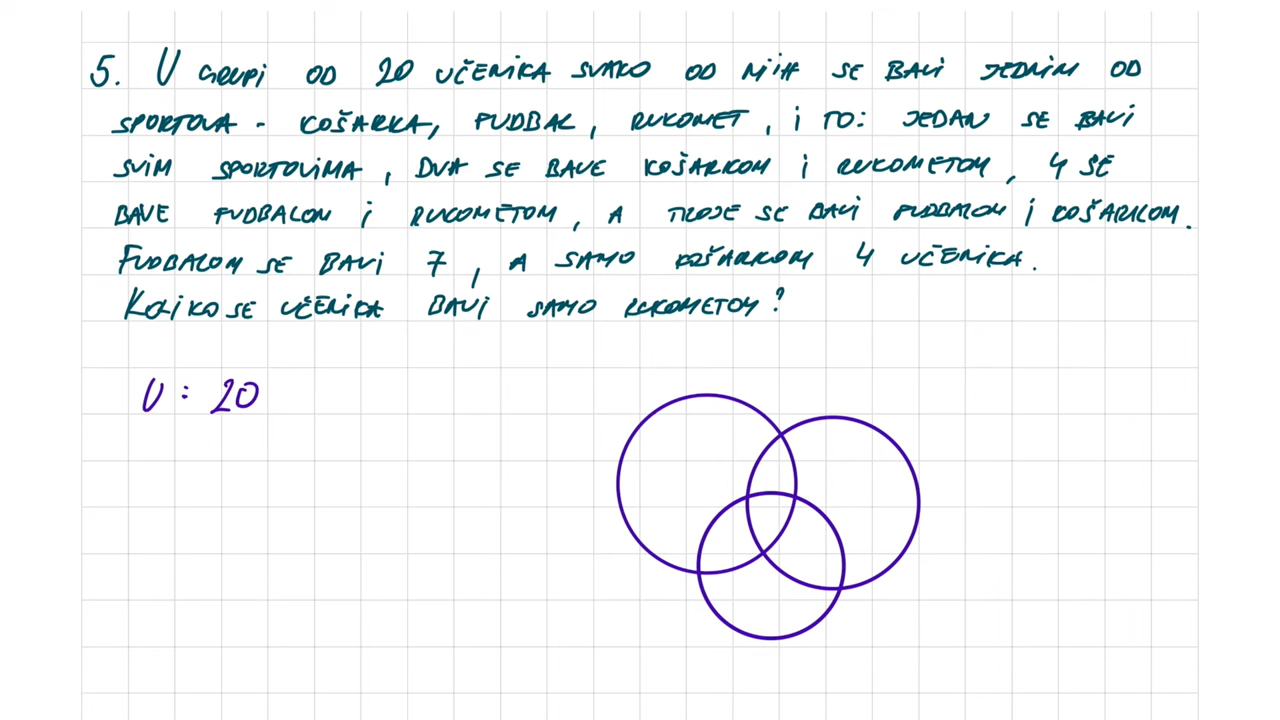 5. U GRUPI OD 20 UČENIKA SVAKO OD NJIH SE BAVI JEDNIM OD
SPORTOVA - KOŠARKA, FUDBAL, RUKOMET, I TO: JEDAN SE BAVI
SVIM SPORTOVIMA, DVA SE BAVE KOŠARKOM I RUKOMETOM, 4 SE
BAVE FUDBALOM I RUKOMETOM, A TROJE SE BAVI FUDBALOM I KOŠARKOM.
FUDBALOM SE BAVI 7, A SAMO KOŠARKOM 4 UČENIKA.
KOLIKO SE UČENIKA BAVI SAMO RUKOMETOM?
U : 20